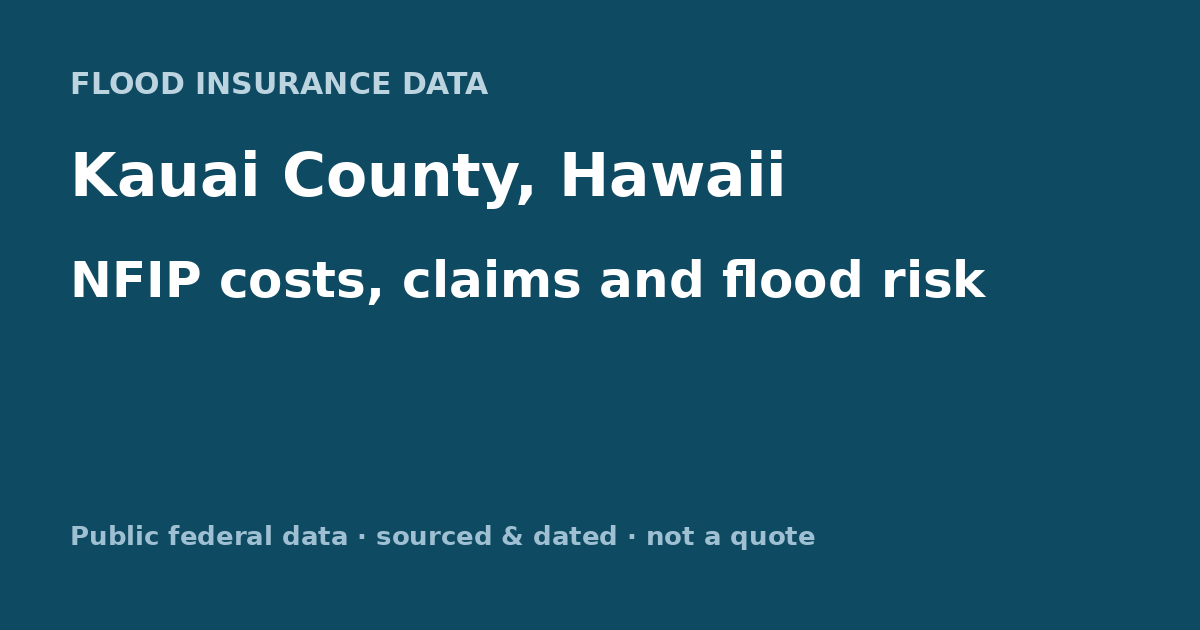 FLOOD INSURANCE DATA
Kauai County, Hawaii
NFIP costs, claims and flood risk
Public federal data · sourced & dated · not a quote